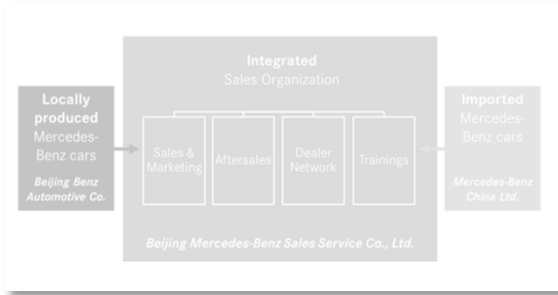 Integrated
Sales Organization
Locally
produced
Mercedes-
Benz cars
Beijing Benz
Automotive Co.
Sales &
Marketing
Aftersales
Dealer
Network
Trainings
Imported
Mercedes-
Benz cars
Mercedes-Benz
China Ltd.
Beijing Mercedes-Benz Sales Service Co., Ltd.